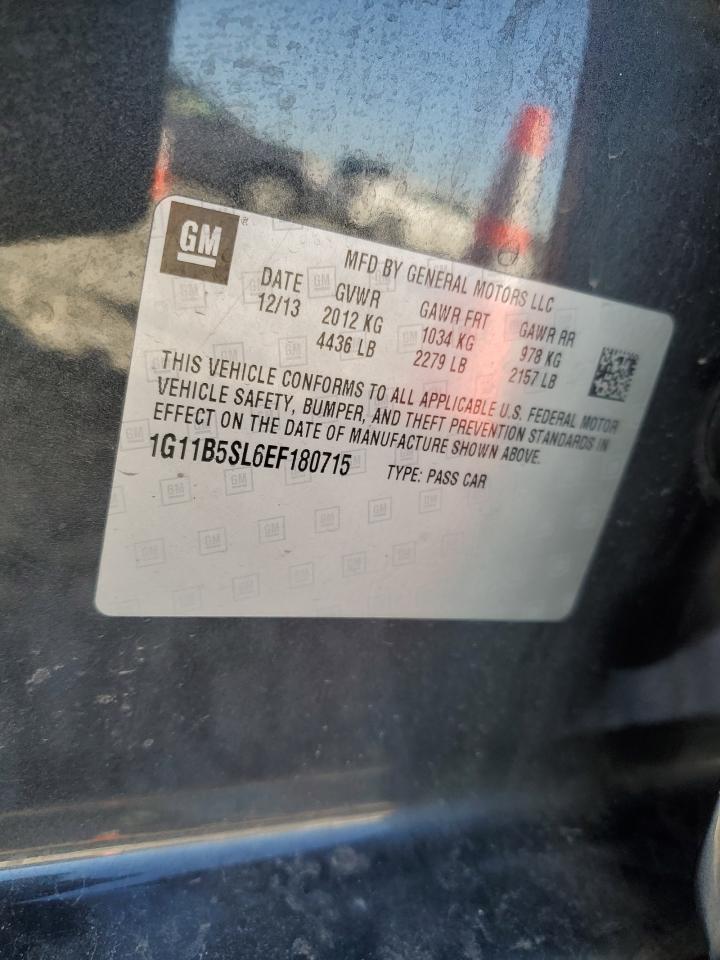 GM
MFD BY GENERAL MOTORS LLC
DATE GVWR GAWR FRT GAWR RR
12/13 2012 KG 1034 KG 978 KG
4436 LB 2279 LB 2157 LB
THIS VEHICLE CONFORMS TO ALL APPLICABLE U.S. FEDERAL MOTOR
VEHICLE SAFETY, BUMPER, AND THEFT PREVENTION STANDARDS IN
EFFECT ON THE DATE OF MANUFACTURE SHOWN ABOVE.
1G11B5SL6EF180715 TYPE: PASS CAR